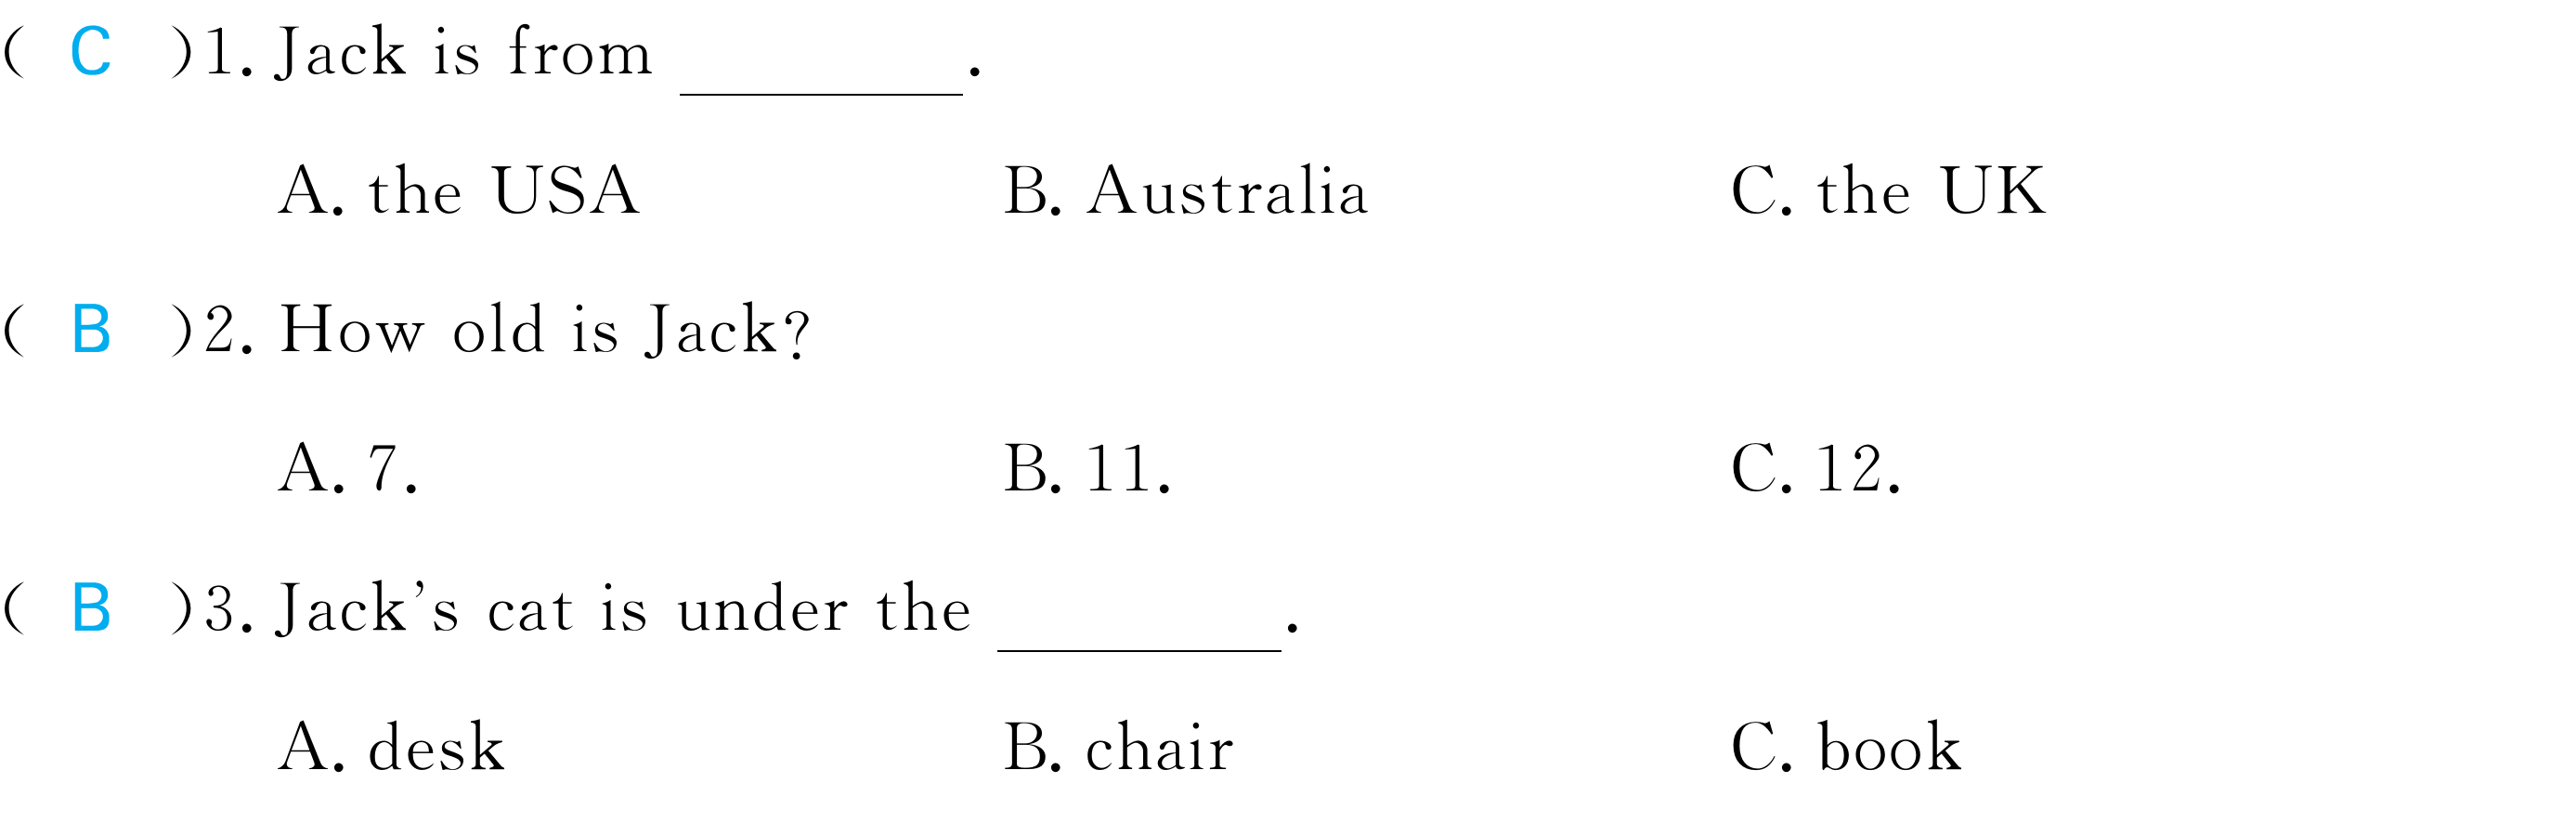 ( C )1. Jack is from ________.
A. the USA B. Australia C. the UK
( B )2. How old is Jack?
A. 7. B. 11. C. 12.
( B )3. Jack's cat is under the ________.
A. desk B. chair C. book